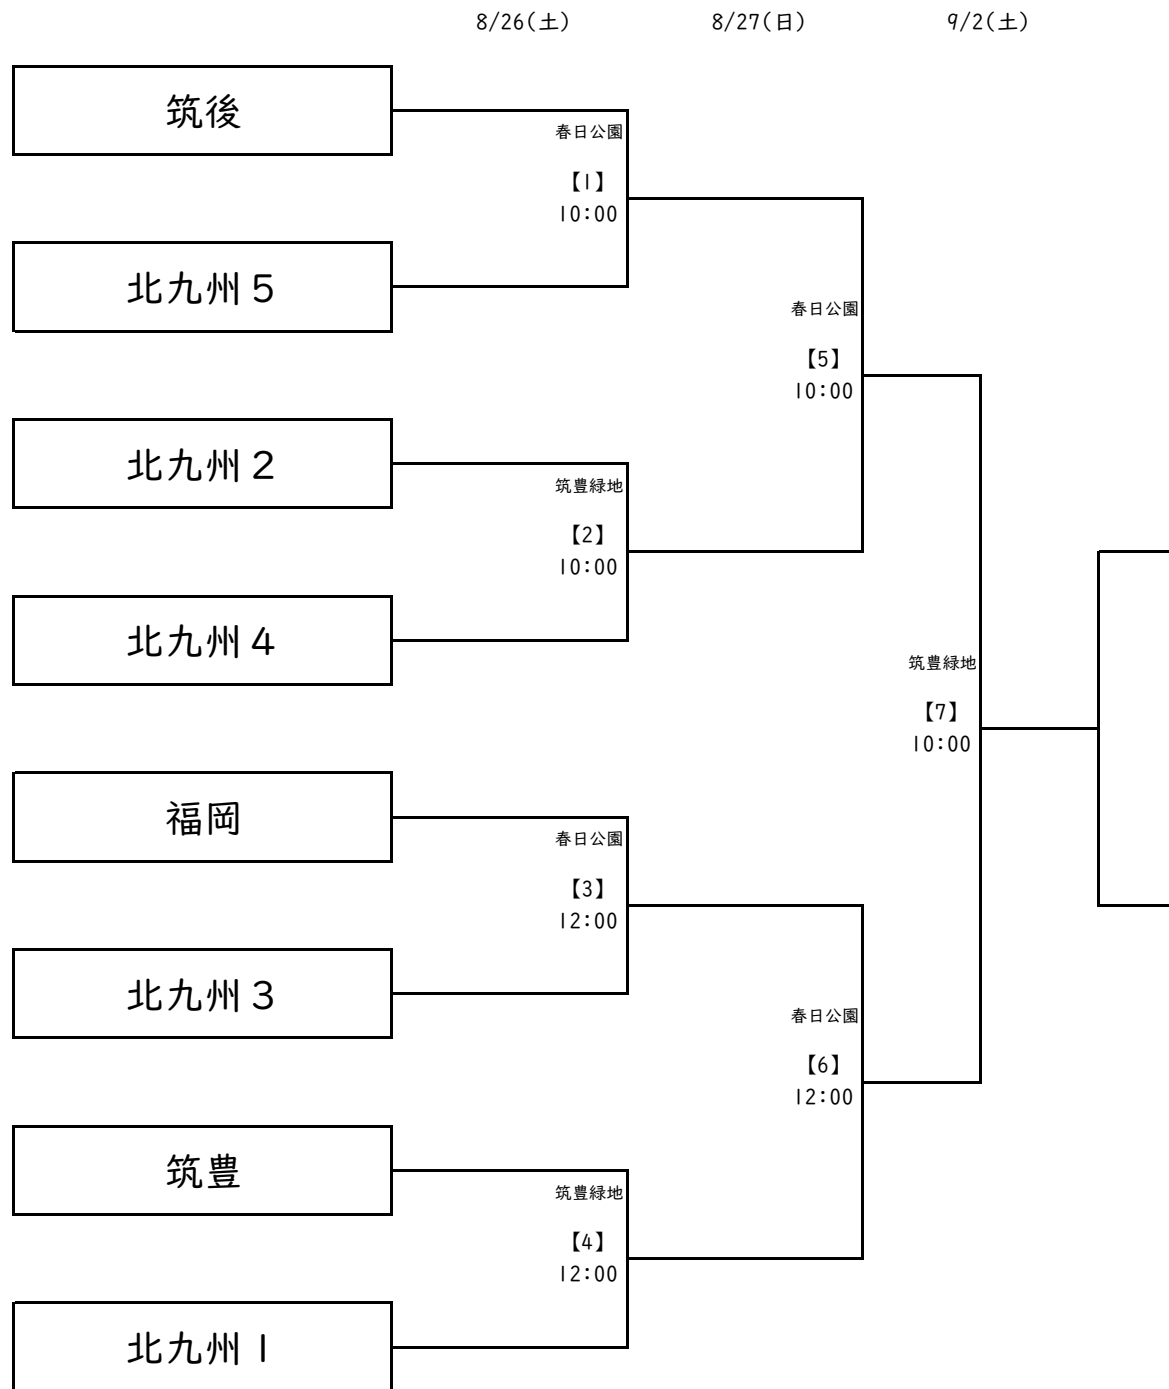 8/26(土) 8/27(日) 9/2(土)
筑後
春日公園
【1】
10:00
北九州５
春日公園
【5】
10:00
北九州２
筑豊緑地
【2】
10:00
北九州４
筑豊緑地
【7】
10:00
福岡
春日公園
【3】
12:00
北九州３
春日公園
【6】
12:00
筑豊
筑豊緑地
【4】
12:00
北九州１